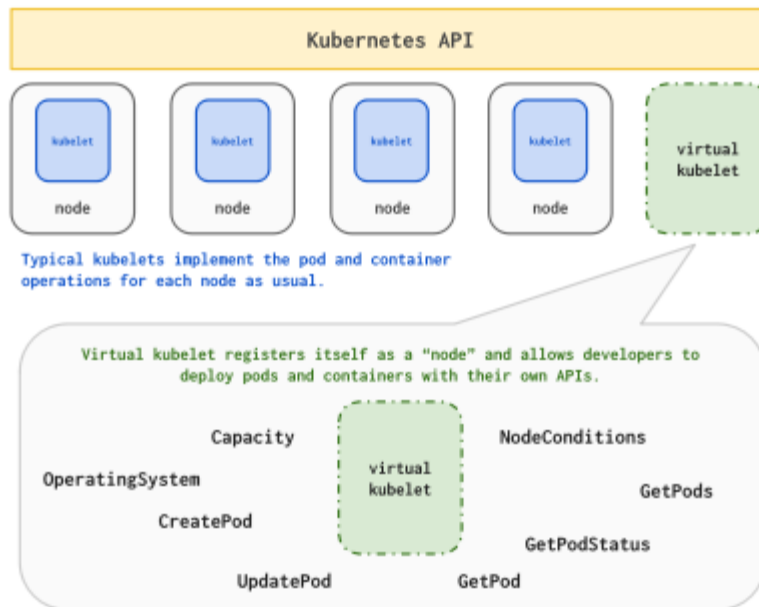 Kubernetes API
kubelet
kubelet
kubelet
kubelet
virtual
kubelet
node
node
node
node
Typical kubelets implement the pod and container
operations for each node as usual.
Virtual kubelet registers itself as a “node” and allows developers to
deploy pods and containers with their own APIs.
Capacity
NodeConditions
virtual
kubelet
OperatingSystem
GetPods
CreatePod
GetPodStatus
UpdatePod
GetPod